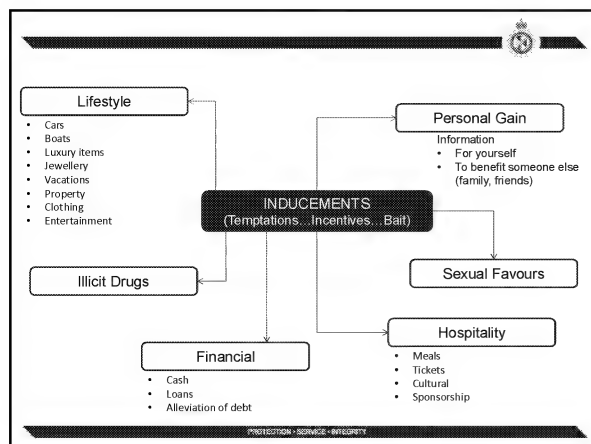 Lifestyle
• Cars
• Boats
• Luxury items
• Jewellery
• Vacations
• Property
• Clothing
• Entertainment
Personal Gain
Information
• For yourself
• To benefit someone else
(family, friends)
INDUCEMENTS
(Temptations...Incentives...Bait)
Illicit Drugs
Sexual Favours
Financial
• Cash
• Loans
• Alleviation of debt
Hospitality
• Meals
• Tickets
• Cultural
• Sponsorship
PROTECTION • SERVICE • INTEGRITY